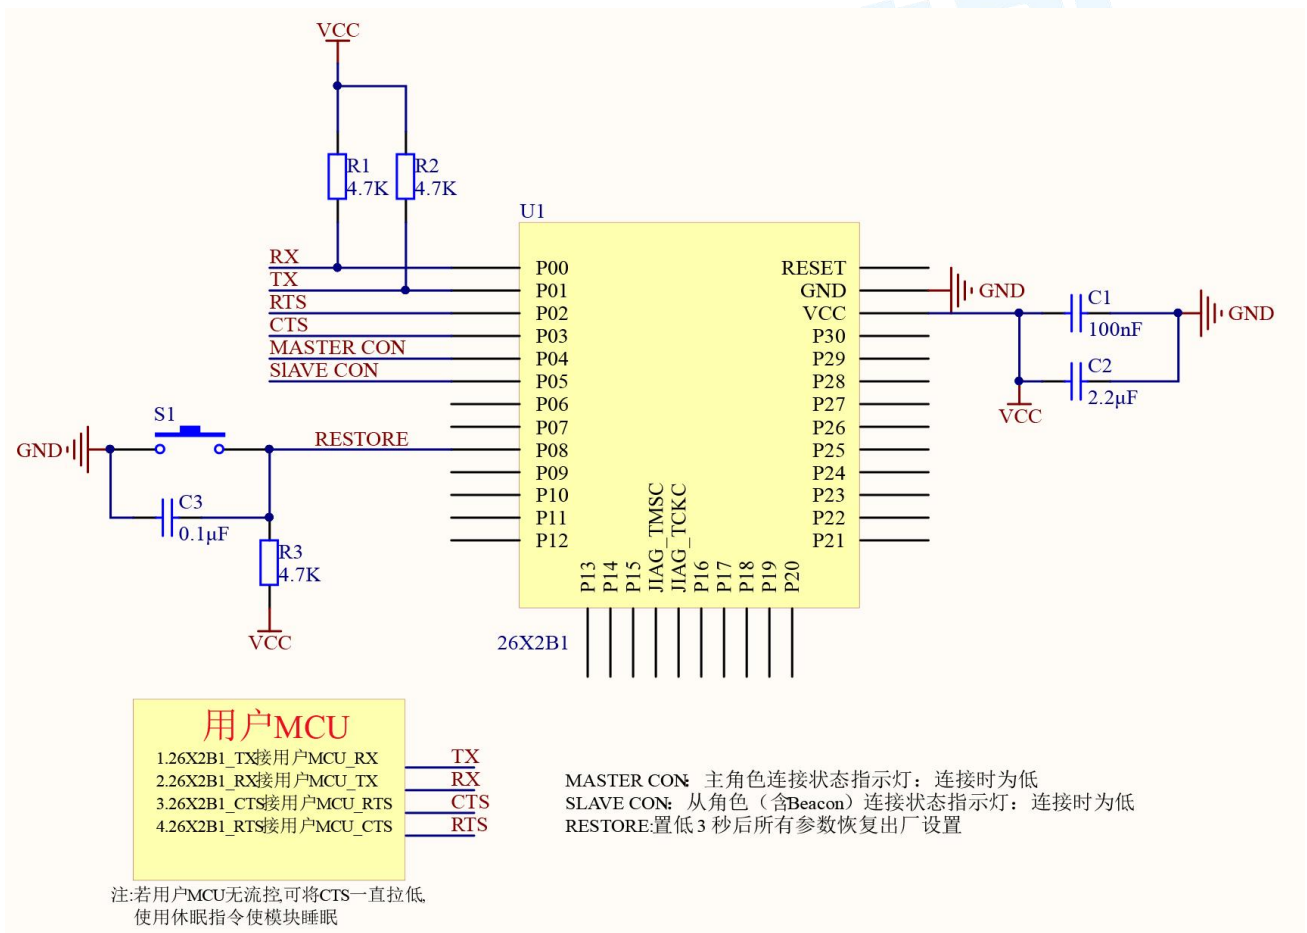 VCC
R1
4.7K
R2
4.7K
U1
RX
TX
RTS
CTS
MASTER CON
SlAVE CON
P00
P01
P02
P03
P04
P05
P06
P07
P08
P09
P10
P11
P12
RESET
GND
VCC
P30
P29
P28
P27
P26
P25
P24
P23
P22
P21
P13
P14
P15
JIAG_TMSC
JIAG_TCKC
P16
P17
P18
P19
P20
26X2B1
GND
C1
100nF
GND
C2
2.2μF
VCC
S1
GND
RESTORE
C3
0.1μF
R3
4.7K
VCC
用户MCU
1.26X2B1_TX接用户MCU_RX
2.26X2B1_RX接用户MCU_TX
3.26X2B1_CTS接用户MCU_RTS
4.26X2B1_RTS接用户MCU_CTS
TX
RX
CTS
RTS
MASTER CON：主角色连接状态指示灯：连接时为低
SLAVE CON：从角色（含Beacon）连接状态指示灯：连接时为低
RESTORE:置低 3 秒后所有参数恢复出厂设置
注:若用户MCU无流控,可将CTS一直拉低,
使用休眠指令使模块睡眠